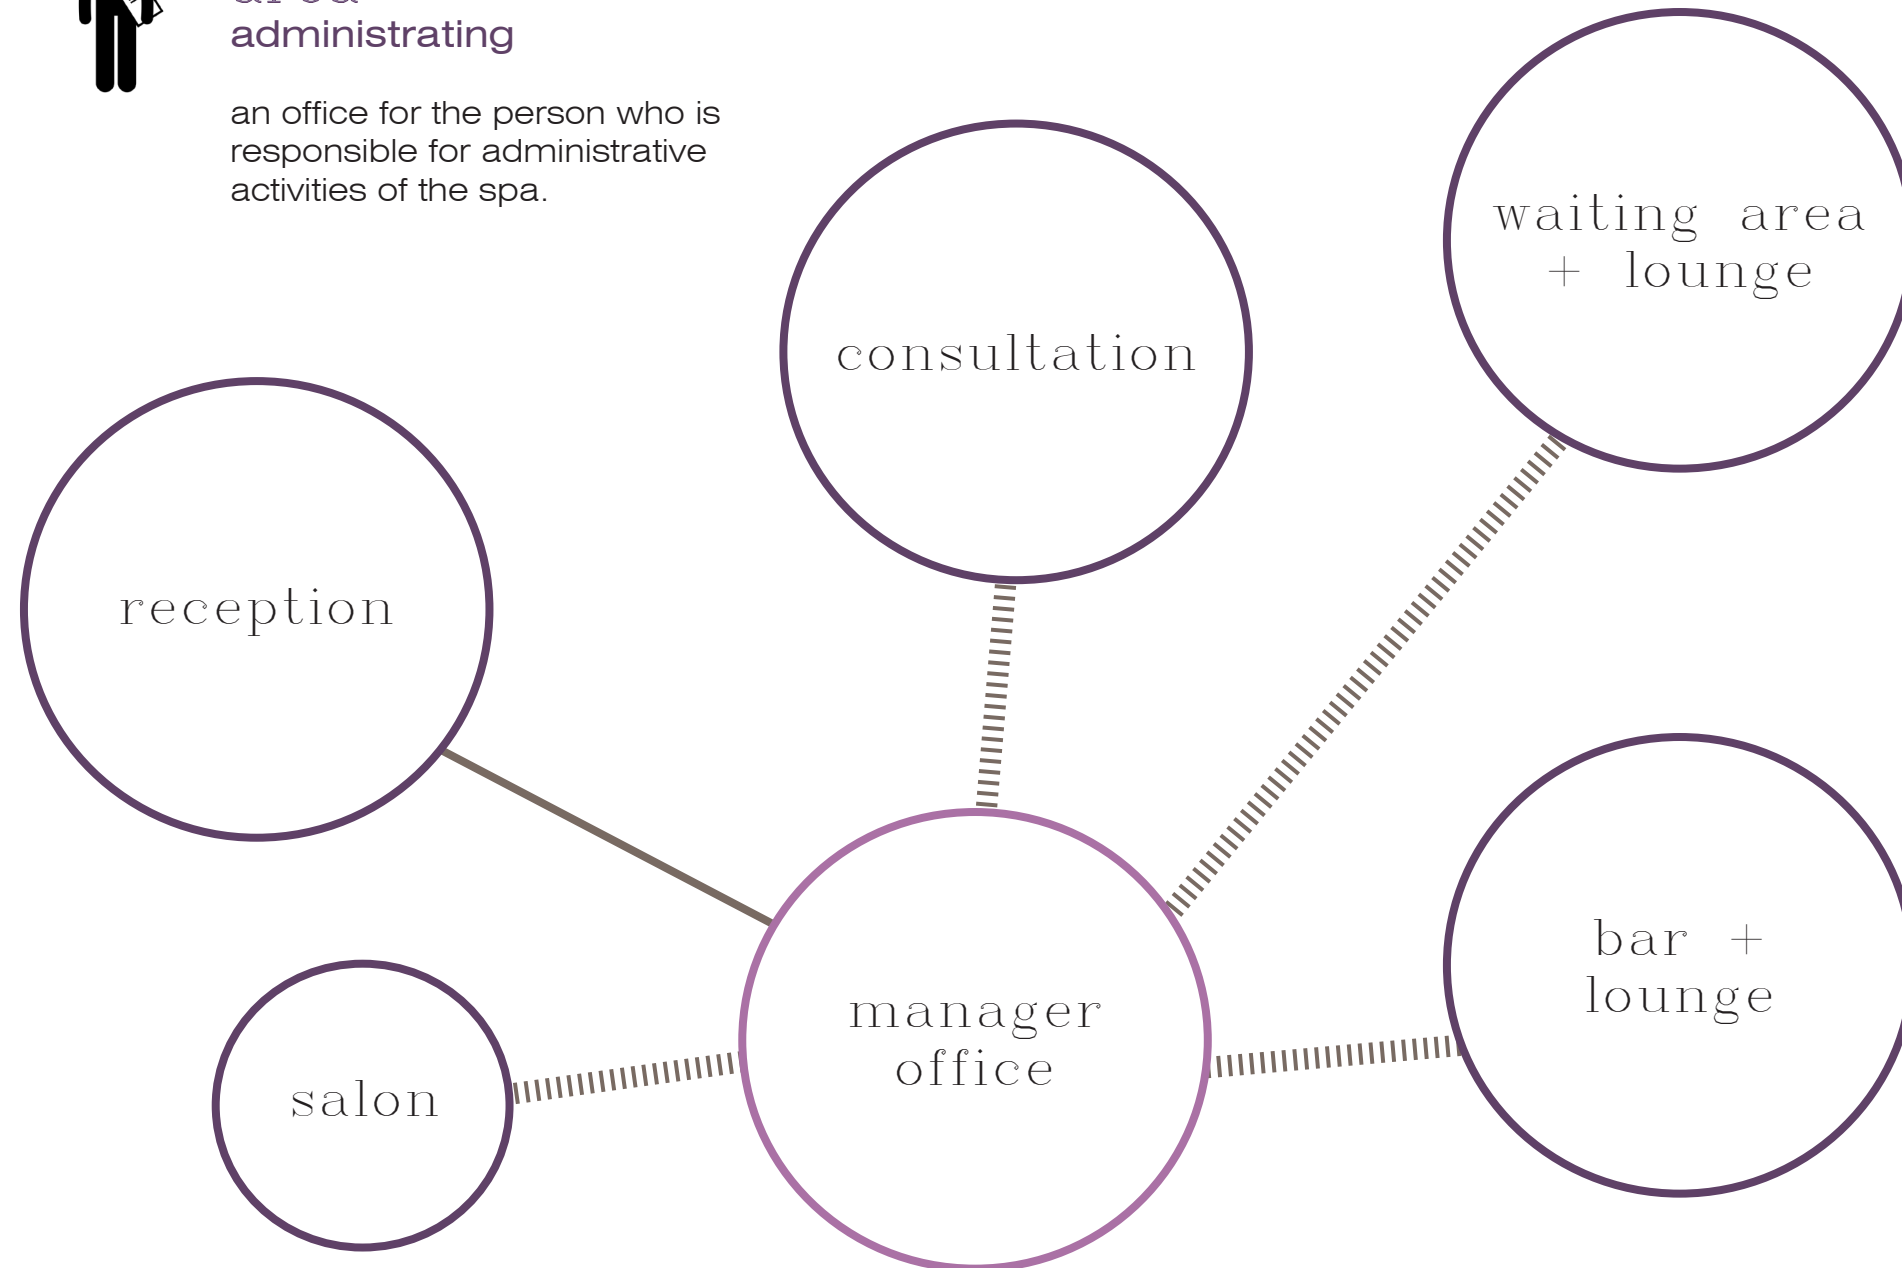 area
administrating
an office for the person who is
responsible for administrative
activities of the spa.
waiting area
+ lounge
consultation
reception
bar +
lounge
manager
office
salon